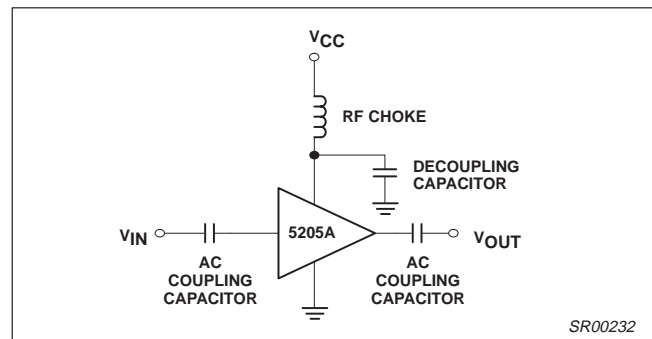 VCC
RF CHOKE
DECOUPLING
CAPACITOR
VIN
5205A
VOUT
AC
COUPLING
CAPACITOR
AC
COUPLING
CAPACITOR
SR00232